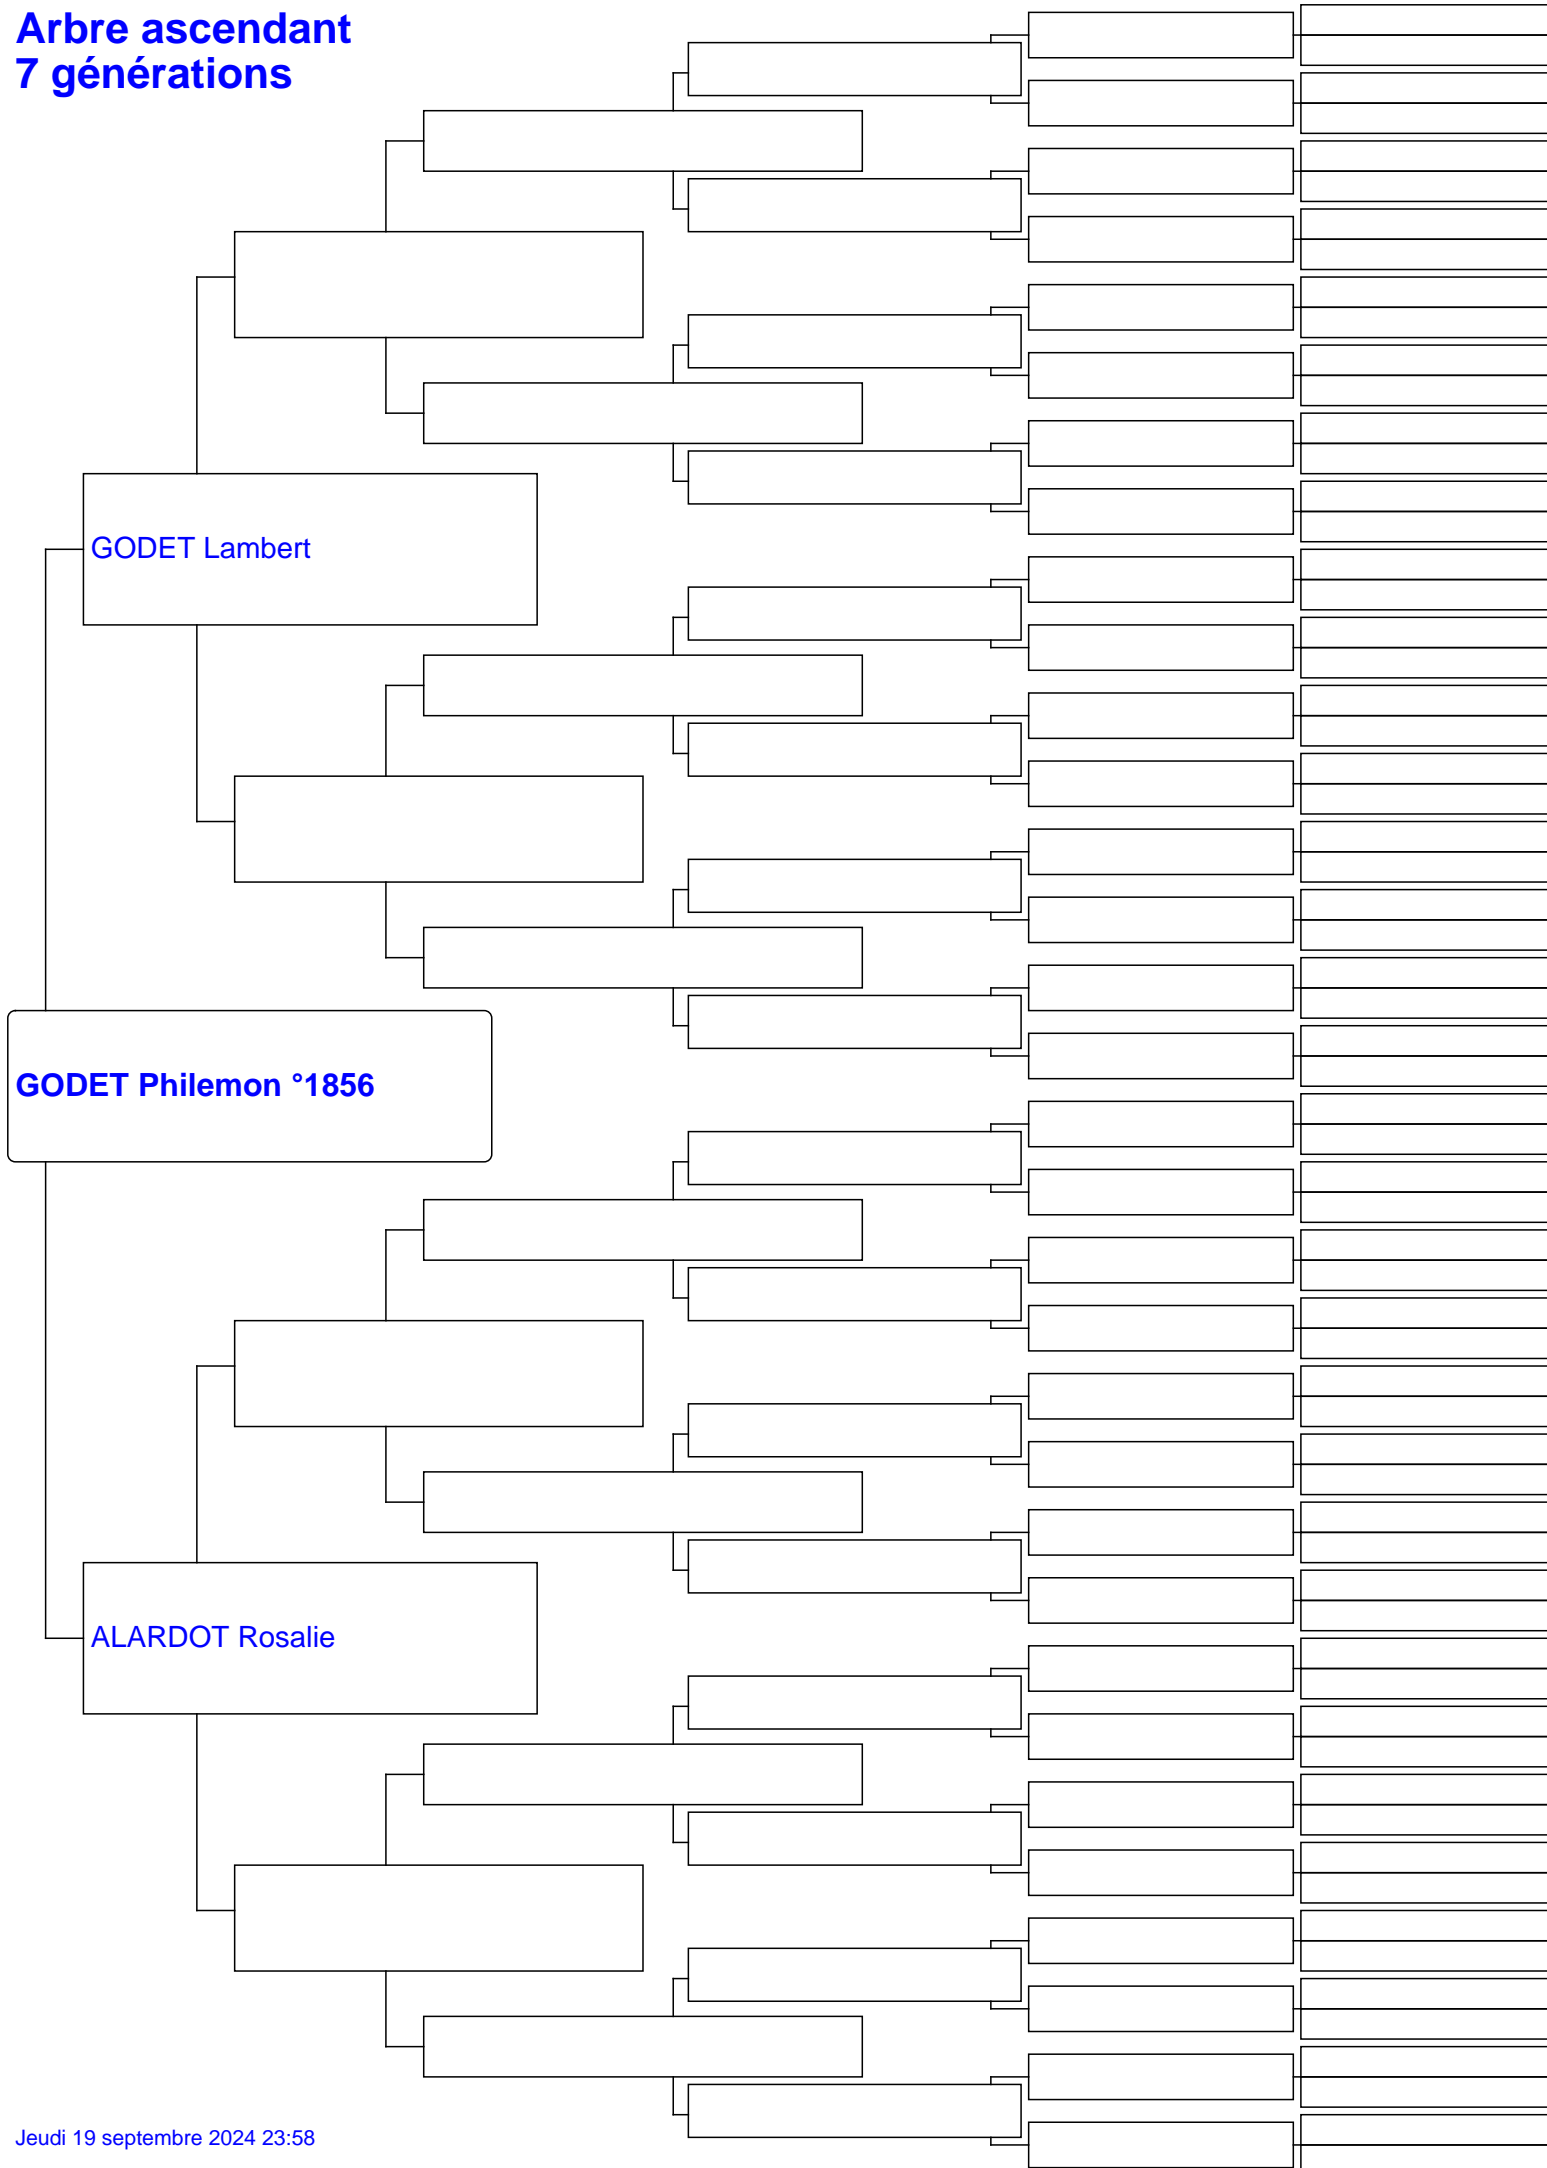 Arbre ascendant
7 générations
GODET Lambert
GODET Philemon °1856
ALARDOT Rosalie
Jeudi 19 septembre 2024 23:58